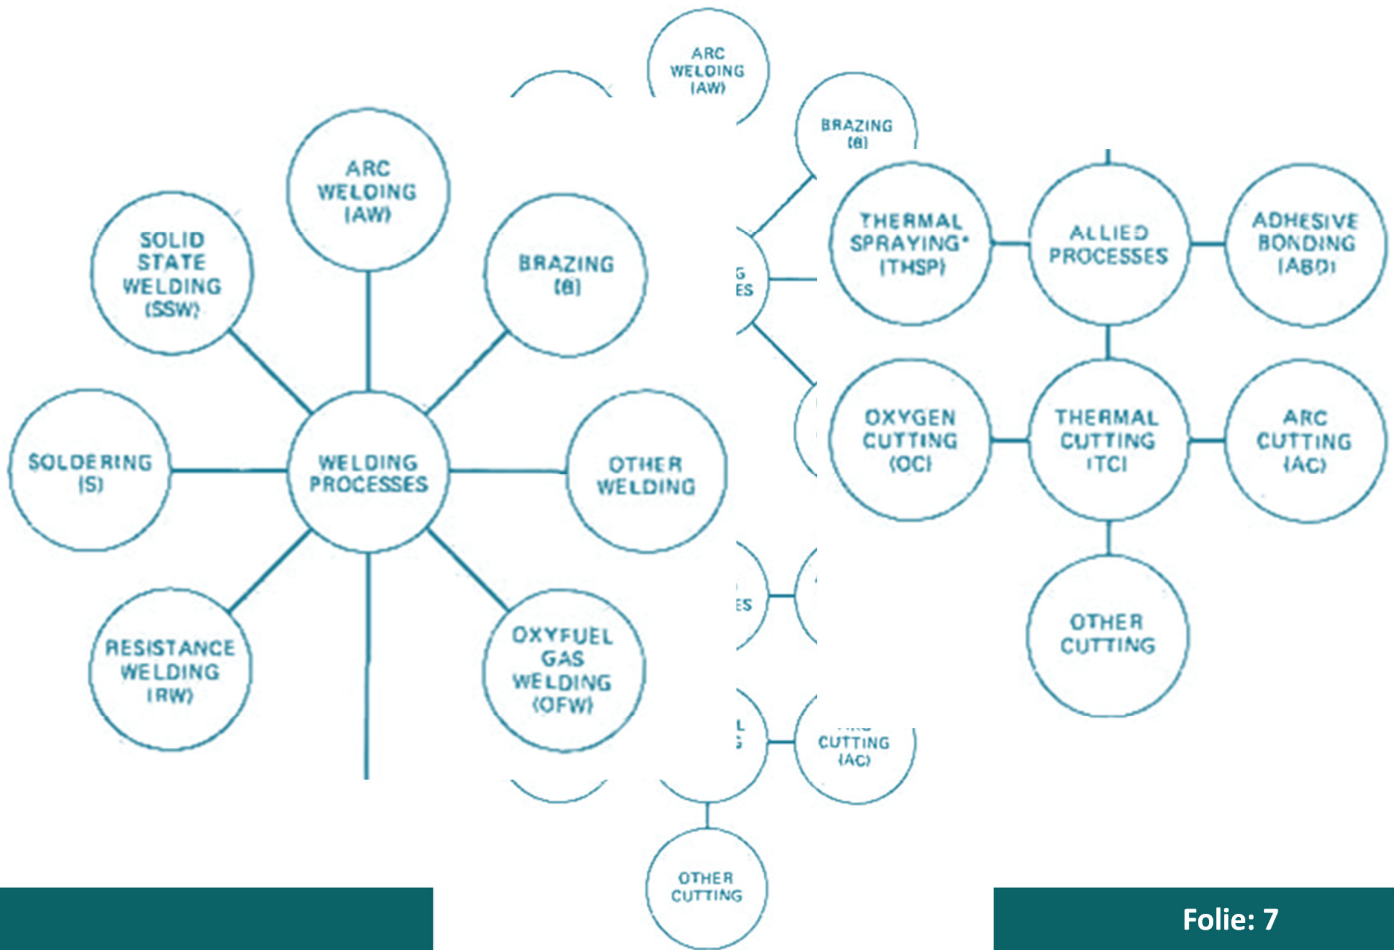 ARC
WELDING
(AW)
BRAZING
(B)
ARC
WELDING
(AW)
SOLID
STATE
WELDING
(SSW)
BRAZING
(B)
SOLDERING
(S)
WELDING
PROCESSES
OTHER
WELDING
RESISTANCE
WELDING
(RW)
OXYFUEL
GAS
WELDING
(OFW)
G
ES
THERMAL
SPRAYING*
(THSP)
ALLIED
PROCESSES
ADHESIVE
BONDING
(ABD)
OXYGEN
CUTTING
(OC)
THERMAL
CUTTING
(TC)
ARC
CUTTING
(AC)
OTHER
CUTTING
ES
CUTTING
(AC)
OTHER
CUTTING
Folie: 7